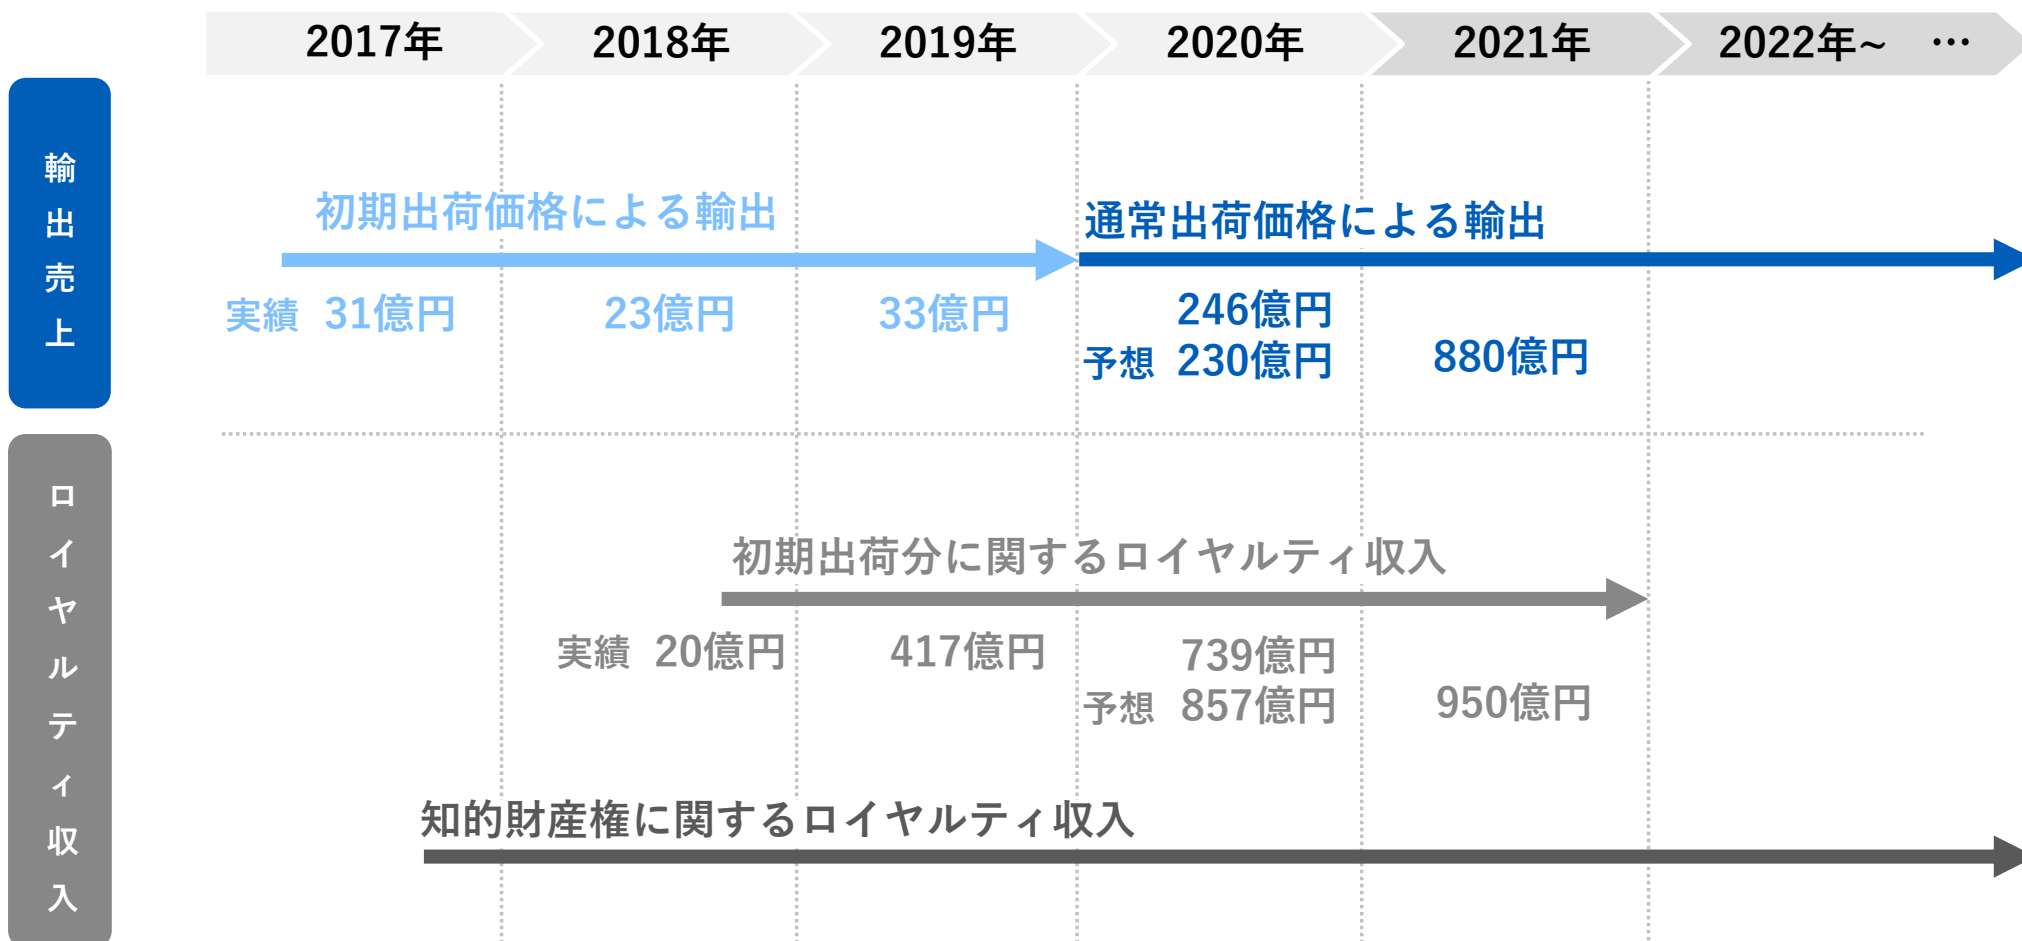 2017年 2018年 2019年 2020年 2021年 2022年~ …
輸出売上
初期出荷価格による輸出
通常出荷価格による輸出
実績 31億円 23億円 33億円 246億円
予想 230億円 880億円
ロイヤルティ収入
初期出荷分に関するロイヤルティ収入
実績 20億円 417億円 739億円
予想 857億円 950億円
知的財産権に関するロイヤルティ収入